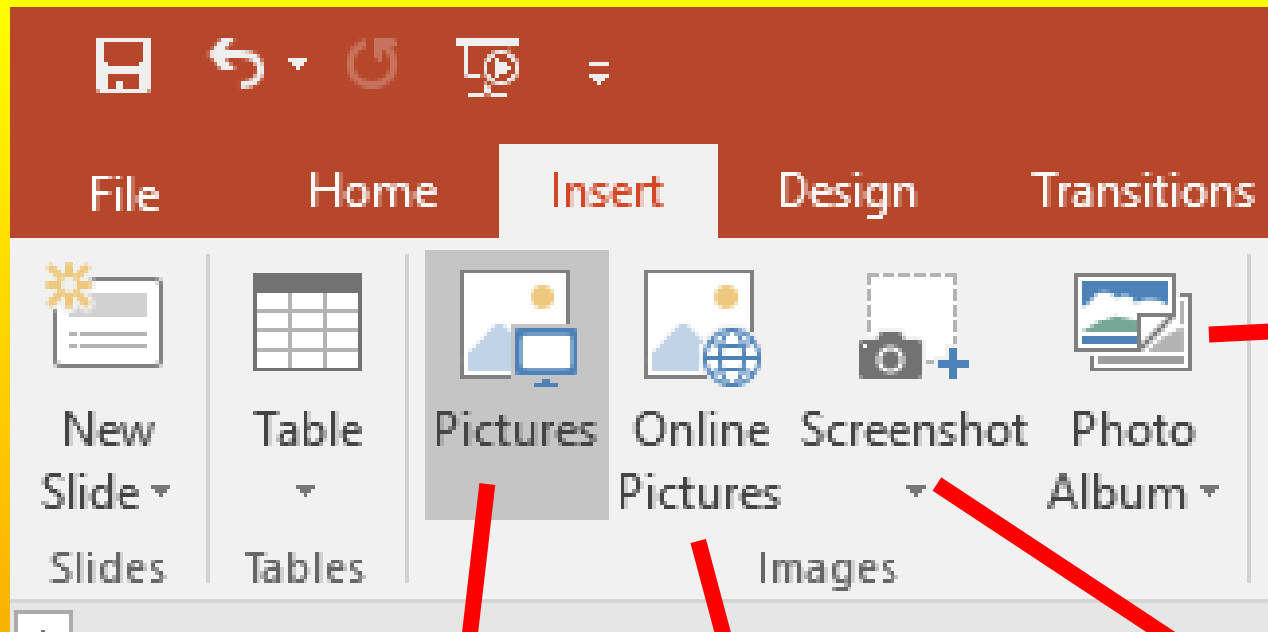 File Home Insert Design Transitions
New Table Pictures Online Screenshot Photo
Slide Pictures Album
Slides Tables Images